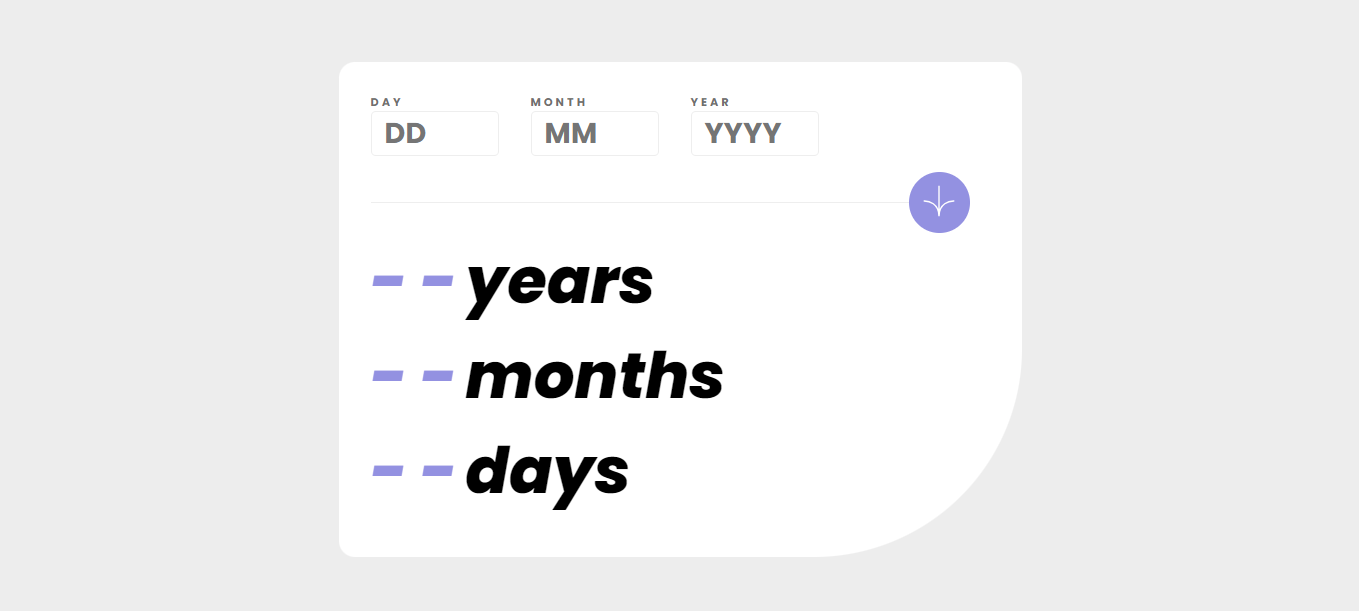 DAY MONTH YEAR
DD MM YYYY
- - years
- - months
- - days